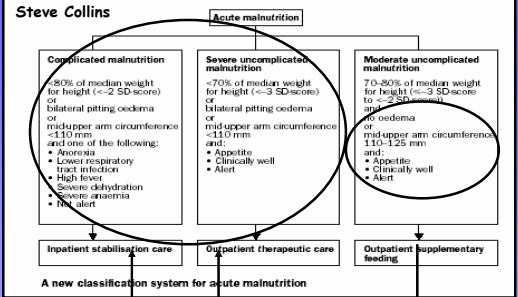 Steve Collins
Acute malnutrition
Complicated malnutrition
<80% of median weight
for height (<–2 SD-score)
or
bilateral pitting oedema
or
mid-upper arm circumference
<110 mm
and one of the following:
• Anorexia
• Lower respiratory
tract infection
• High fever
• Severe dehydration
• Severe anaemia
• Not alert
Inpatient stabilisation care
Severe uncomplicated
malnutrition
<70% of median weight
for height (<–3 SD-score)
or
bilateral pitting oedema
or
mid-upper arm circumference
<110 mm
and:
• Appetite
• Clinically well
• Alert
Outpatient therapeutic care
Moderate uncomplicated
malnutrition
70–80% of median weight
for height (<–3 SD-score
to <–2 SD-score))
and
no oedema
or
mid-upper arm circumference
110–125 mm
and:
• Appetite
• Clinically well
• Alert
Outpatient supplementary
feeding
A new classification system for acute malnutrition